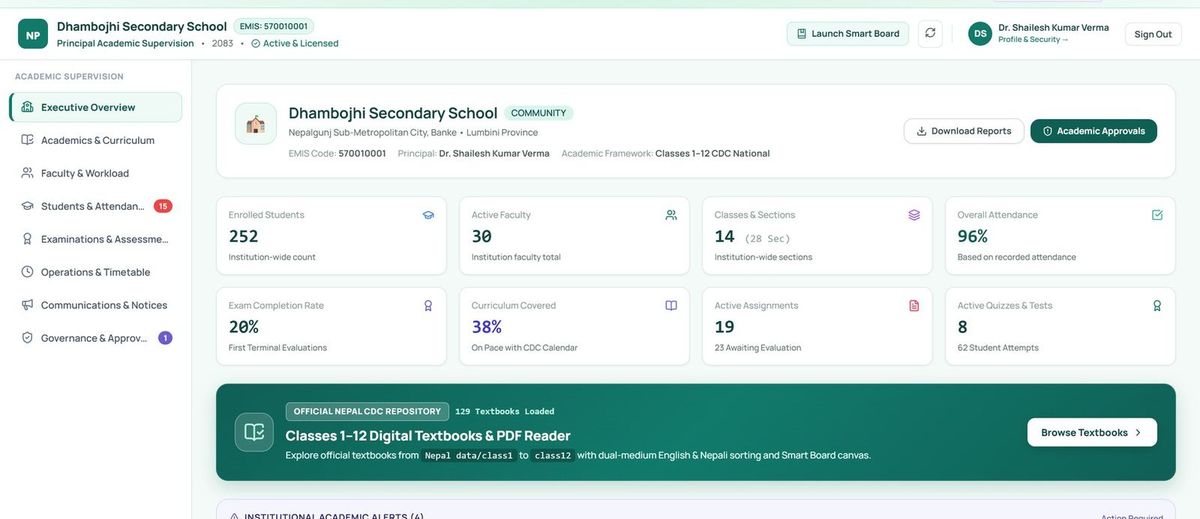 NP
Dhambojhi Secondary School EMIS: 570010001
Principal Academic Supervision • 2083 • Active & Licensed
Launch Smart Board
DS
Dr. Shailesh Kumar Verma
Profile & Security →
Sign Out
ACADEMIC SUPERVISION
Executive Overview
Academics & Curriculum
Faculty & Workload
Students & Attendan... 15
Examinations & Assessme...
Operations & Timetable
Communications & Notices
Governance & Approv... 1
Dhambojhi Secondary School COMMUNITY
Nepalgunj Sub-Metropolitan City, Banke • Lumbini Province
EMIS Code: 570010001 Principal: Dr. Shailesh Kumar Verma Academic Framework: Classes 1–12 CDC National
Download Reports
Academic Approvals
Enrolled Students
252
Institution-wide count
Active Faculty
30
Institution faculty total
Classes & Sections
14 (28 Sec)
Institution-wide sections
Overall Attendance
96%
Based on recorded attendance
Exam Completion Rate
20%
First Terminal Evaluations
Curriculum Covered
38%
On Pace with CDC Calendar
Active Assignments
19
23 Awaiting Evaluation
Active Quizzes & Tests
8
62 Student Attempts
OFFICIAL NEPAL CDC REPOSITORY 129 Textbooks Loaded
Classes 1–12 Digital Textbooks & PDF Reader
Explore official textbooks from Nepal data/class1 to class12 with dual-medium English & Nepali sorting and Smart Board canvas.
Browse Textbooks
INSTITUTIONAL ACADEMIC ALERTS (4)
Action Required